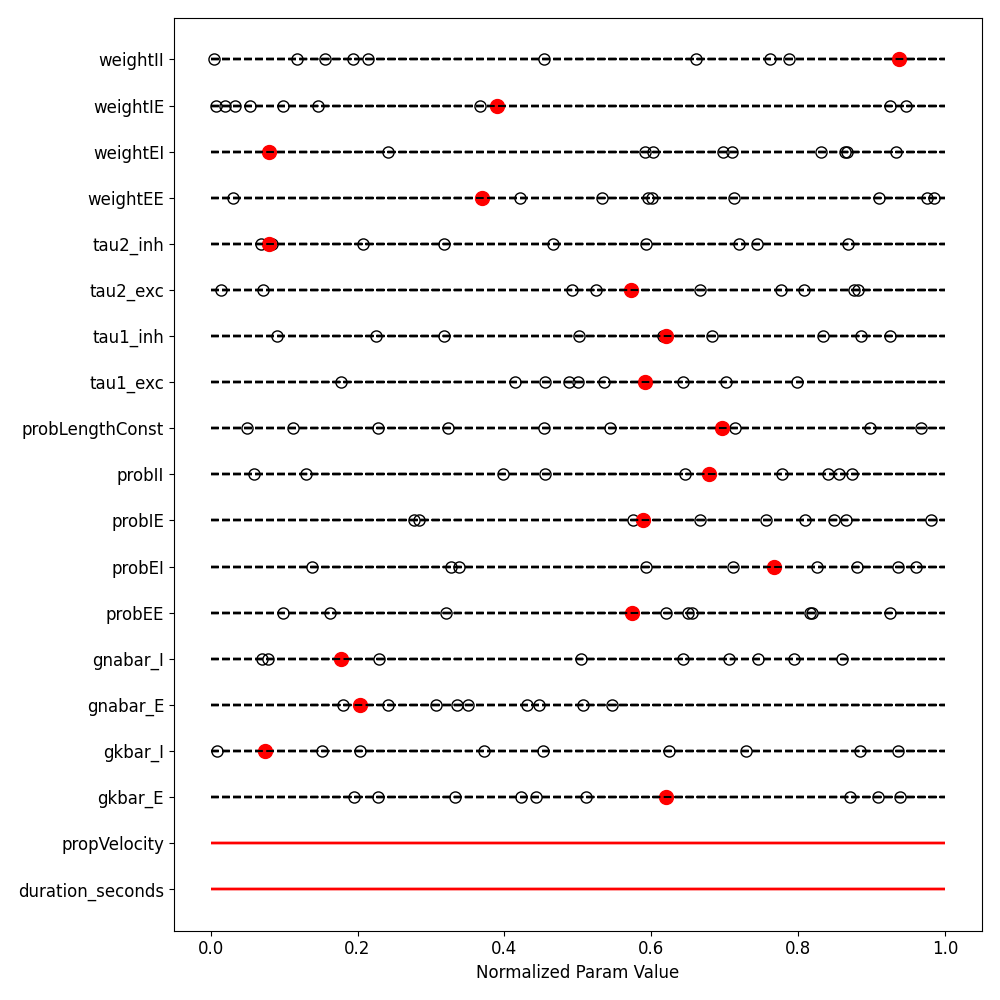 weightII
weightIE
weightEI
weightEE
tau2_inh
tau2_exc
tau1_inh
tau1_exc
probLengthConst
probII
probIE
probEI
probEE
gnabar_I
gnabar_E
gkbar_I
gkbar_E
propVelocity
duration_seconds
0.0 0.2 0.4 0.6 0.8 1.0
Normalized Param Value